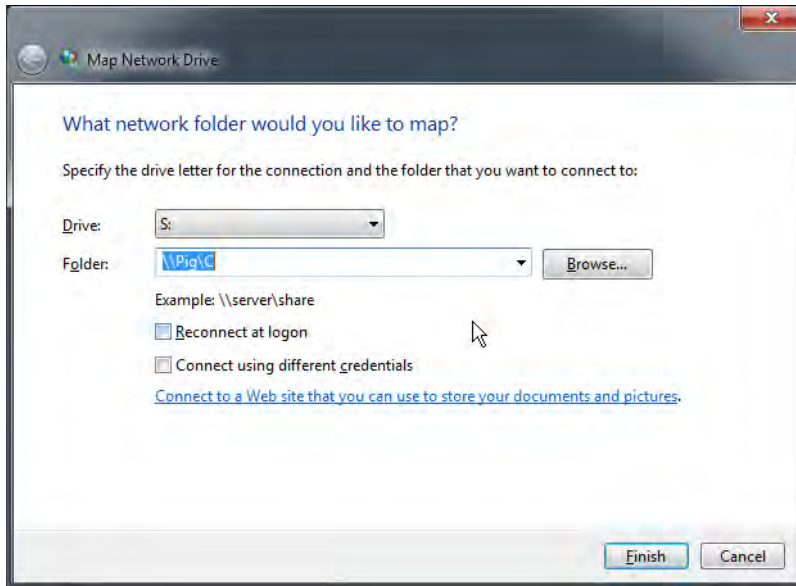 Map Network Drive
What network folder would you like to map?
Specify the drive letter for the connection and the folder that you want to connect to:
Drive: S:
Folder: \\Pig\C Browse...
Example: \\server\share
Reconnect at logon
Connect using different credentials
Connect to a Web site that you can use to store your documents and pictures.
Finish Cancel